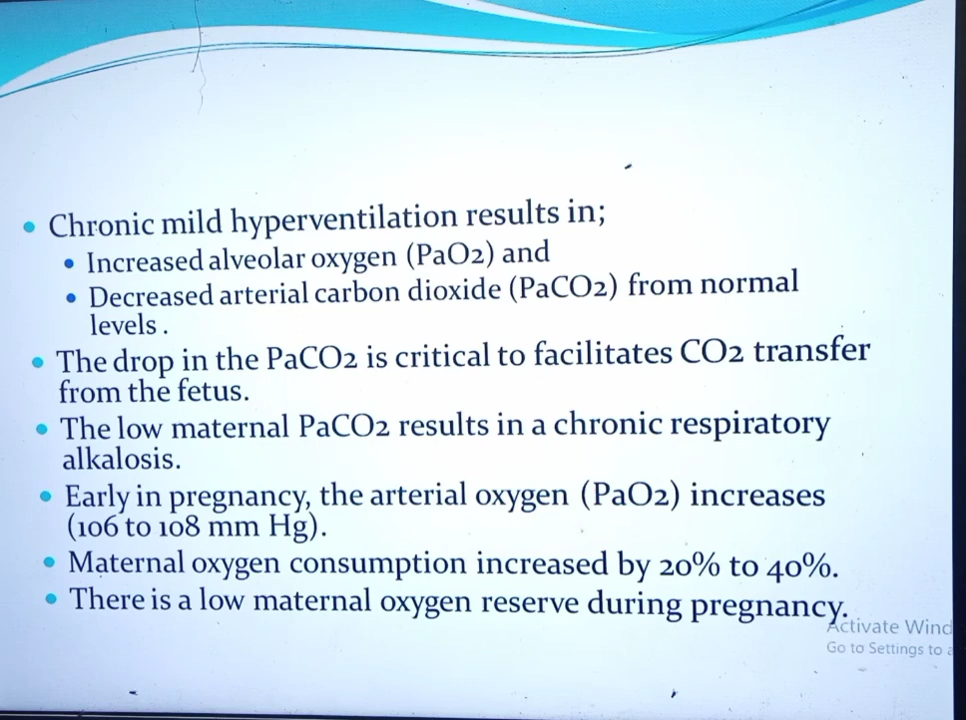 Chronic mild hyperventilation results in;
Increased alveolar oxygen (PaO2) and
Decreased arterial carbon dioxide (PaCO2) from normal
levels.
The drop in the PaCO2 is critical to facilitates CO2 transfer
from the fetus.
The low maternal PaCO2 results in a chronic respiratory
alkalosis.
Early in pregnancy, the arterial oxygen (PaO2) increases
(106 to 108 mm Hg).
Maternal oxygen consumption increased by 20% to 40%.
There is a low maternal oxygen reserve during pregnancy.
Activate Wind
Go to Settings to a